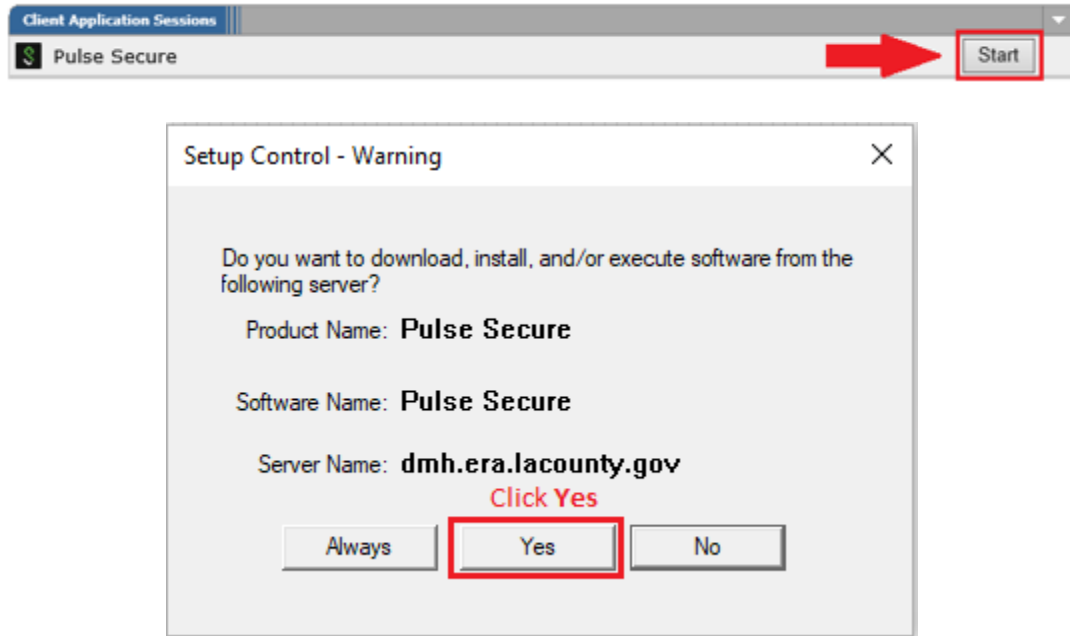 Client Application Sessions
Pulse Secure
Start
Setup Control - Warning
Do you want to download, install, and/or execute software from the
following server?
Product Name: Pulse Secure
Software Name: Pulse Secure
Server Name: dmh.era.lacounty.gov
Click Yes
Always
Yes
No